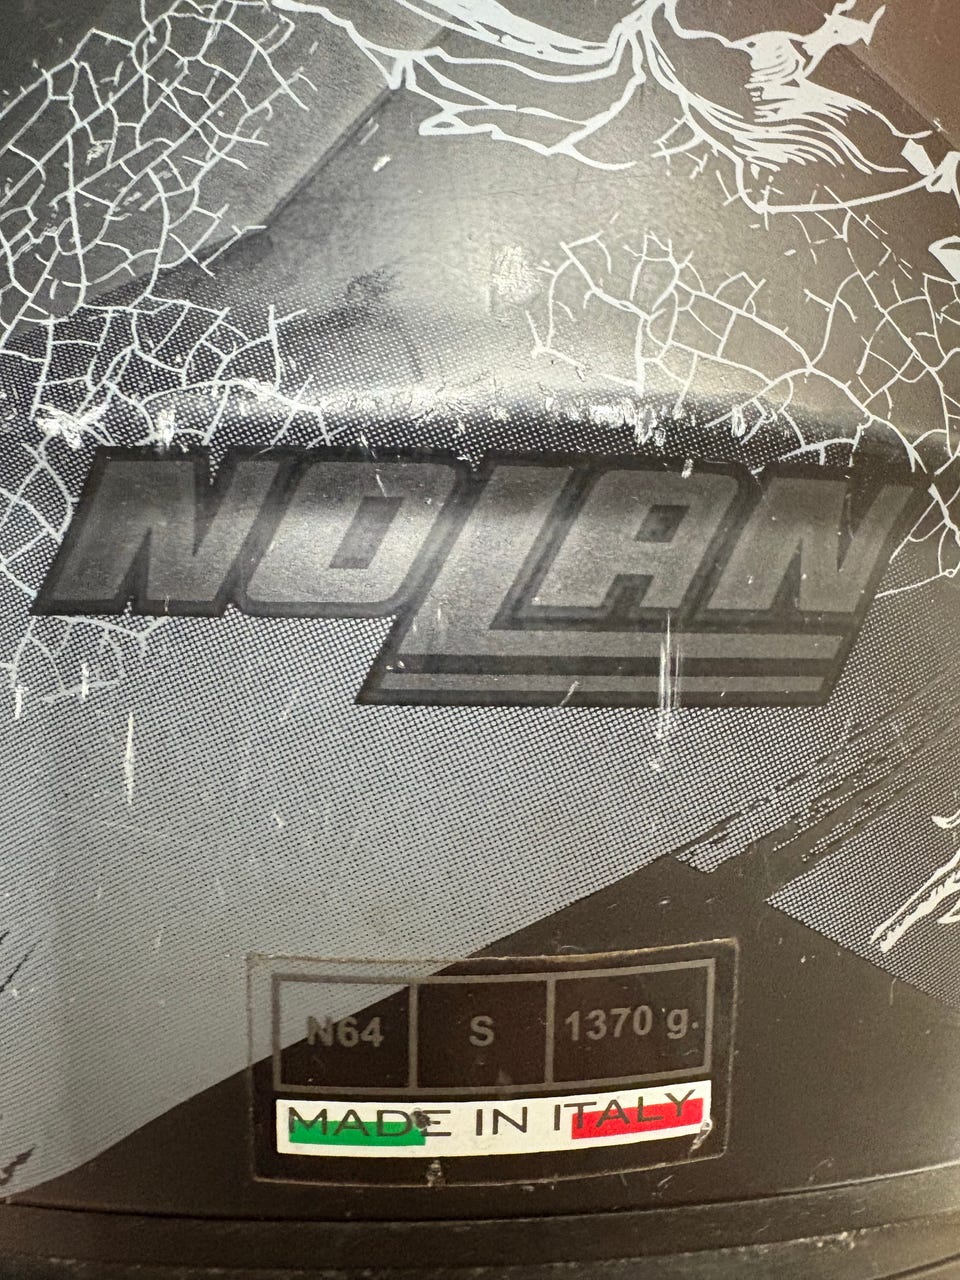 NOLAN
N64 S 1370 g.
MADE IN ITALY